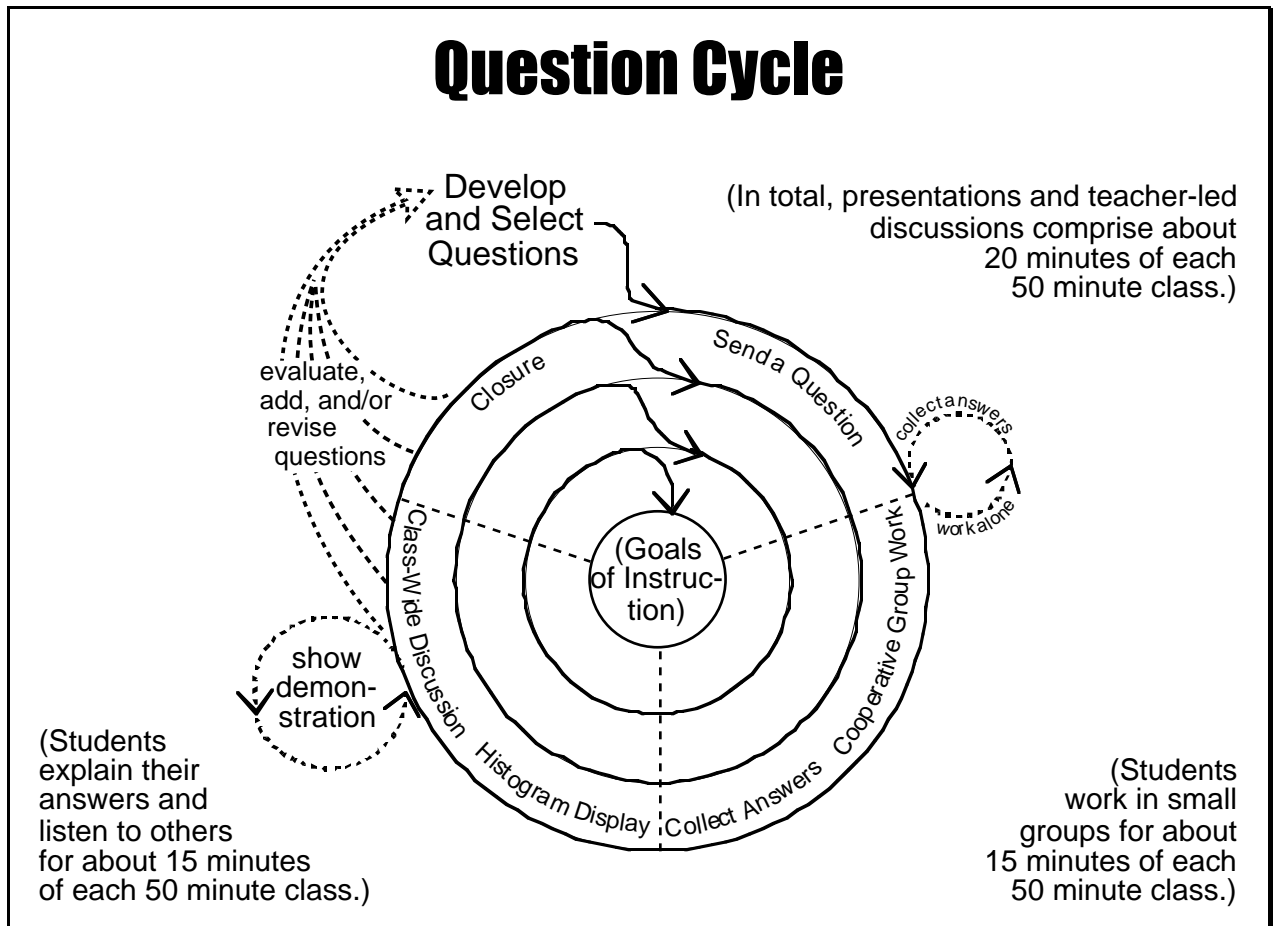 Question Cycle
Develop
and Select
Questions
(In total, presentations and teacher-led
discussions comprise about
20 minutes of each
50 minute class.)
Send a Question
collect answers
work alone
Cooperative Group Work
Collect Answers
Histogram Display
Class-Wide Discussion
Closure
evaluate,
add, and/or
revise
questions
(Goals
of Instruc-
tion)
show
demon-
stration
(Students
explain their
answers and
listen to others
for about 15 minutes
of each 50 minute class.)
(Students
work in small
groups for about
15 minutes of each
50 minute class.)